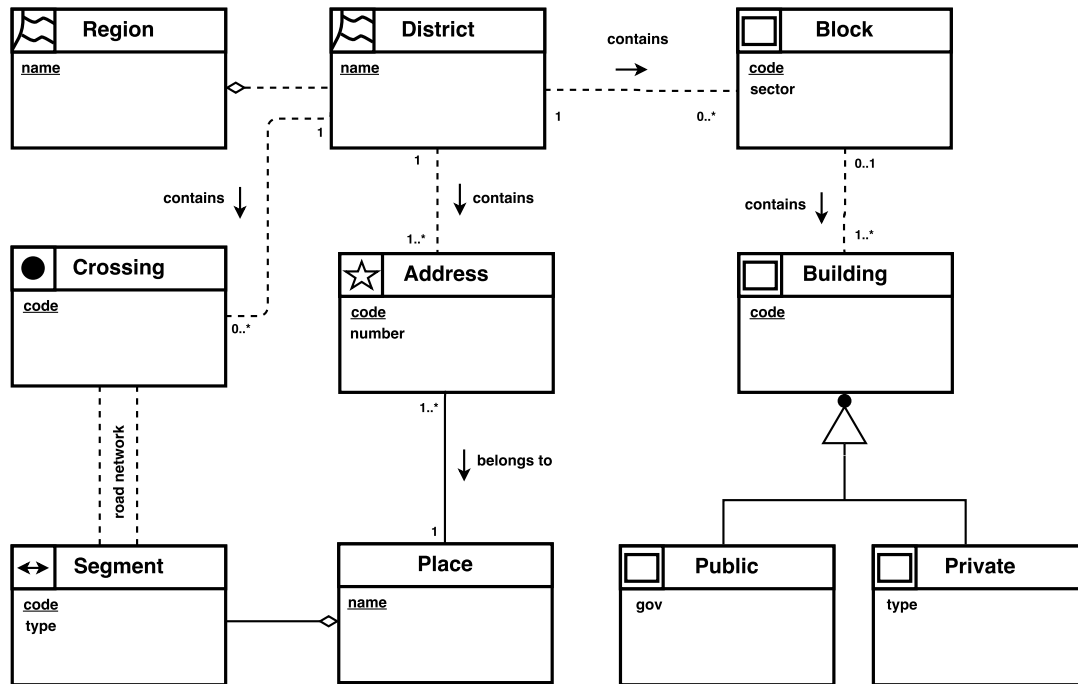 Region
name
District
name
contains
1
0..*
Block
code
sector
1
contains
1
contains
1..*
0..1
contains
1..*
Crossing
code
0..*
Address
code
number
Building
code
road network
1..*
belongs to
1
Segment
code
type
Place
name
Public
gov
Private
type